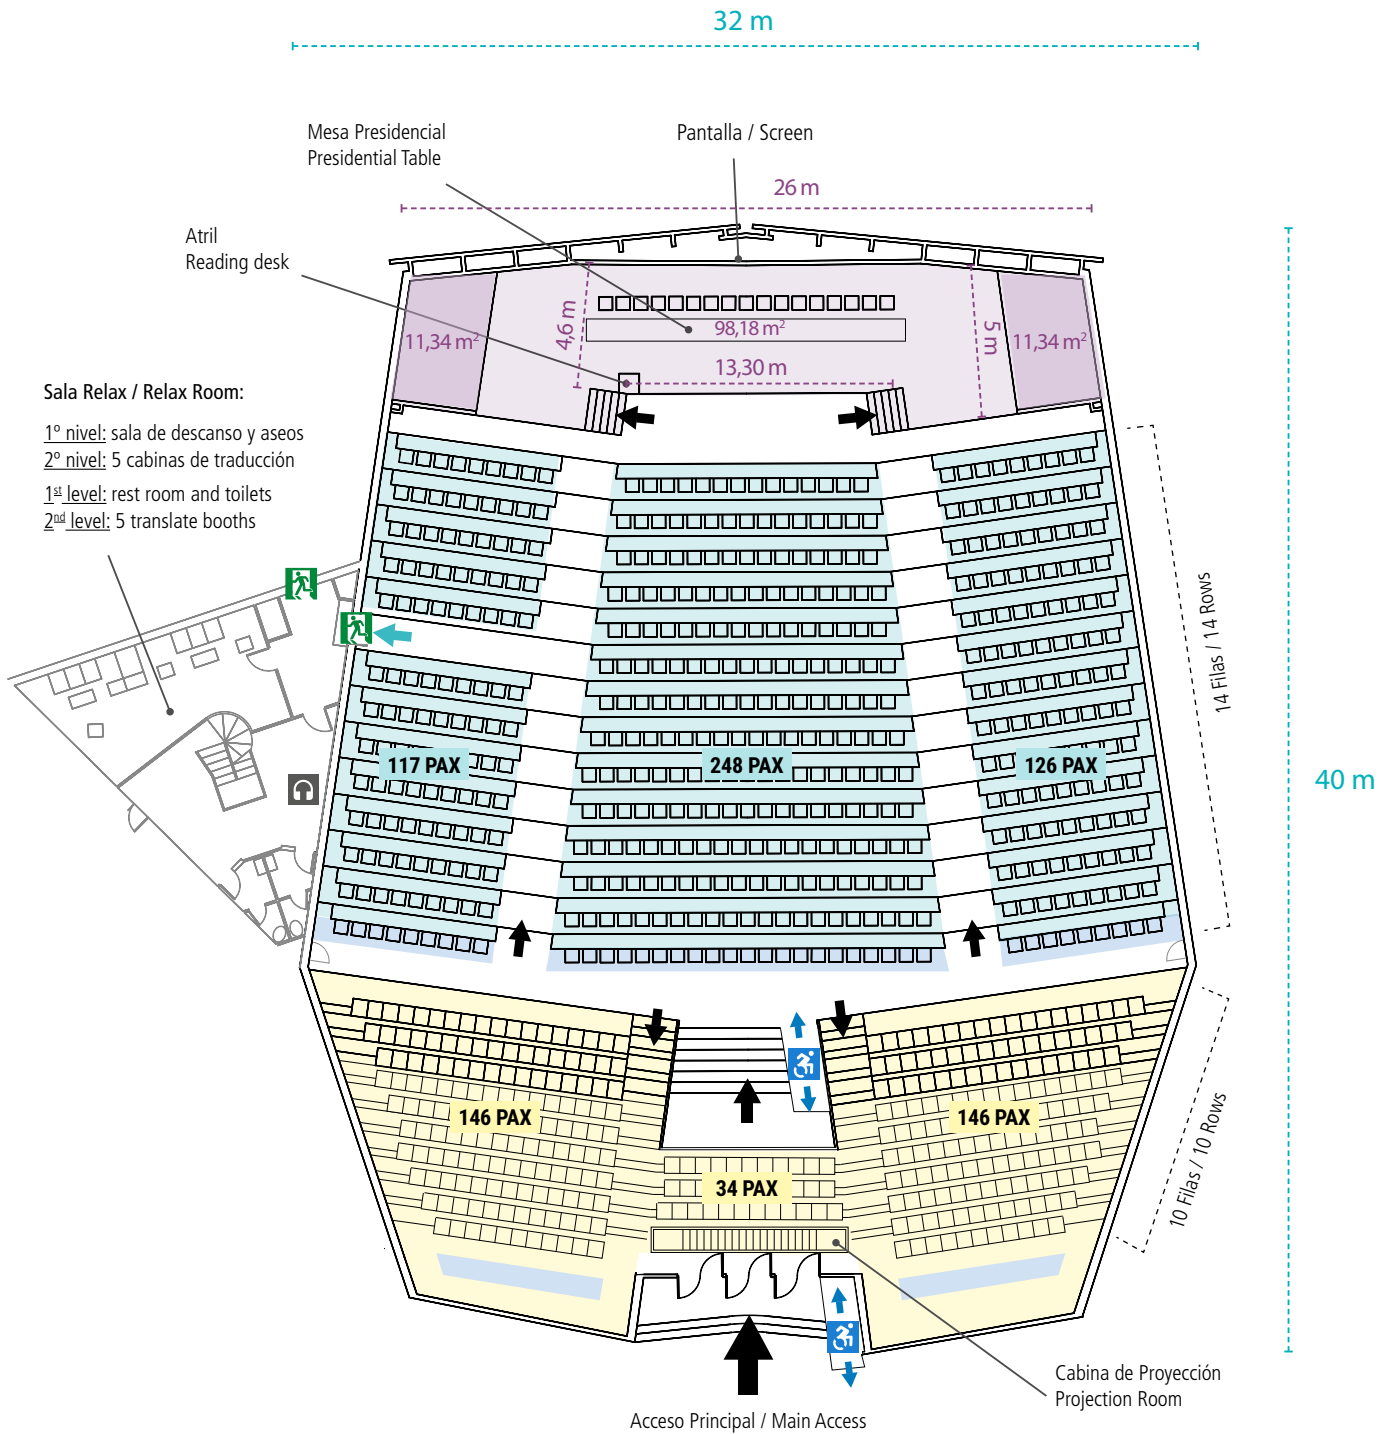 32 m
Mesa Presidencial
Presidential Table
Pantalla / Screen
26 m
Atril
Reading desk
4,6 m
98,18 m²
5 m
11,34 m²
11,34 m²
13,30 m
Sala Relax / Relax Room:
1º nivel: sala de descanso y aseos
2º nivel: 5 cabinas de traducción
1st level: rest room and toilets
2nd level: 5 translate booths
14 Filas / 14 Rows
117 PAX
248 PAX
126 PAX
40 m
146 PAX
146 PAX
34 PAX
10 Filas / 10 Rows
Cabina de Proyección
Projection Room
Acceso Principal / Main Access